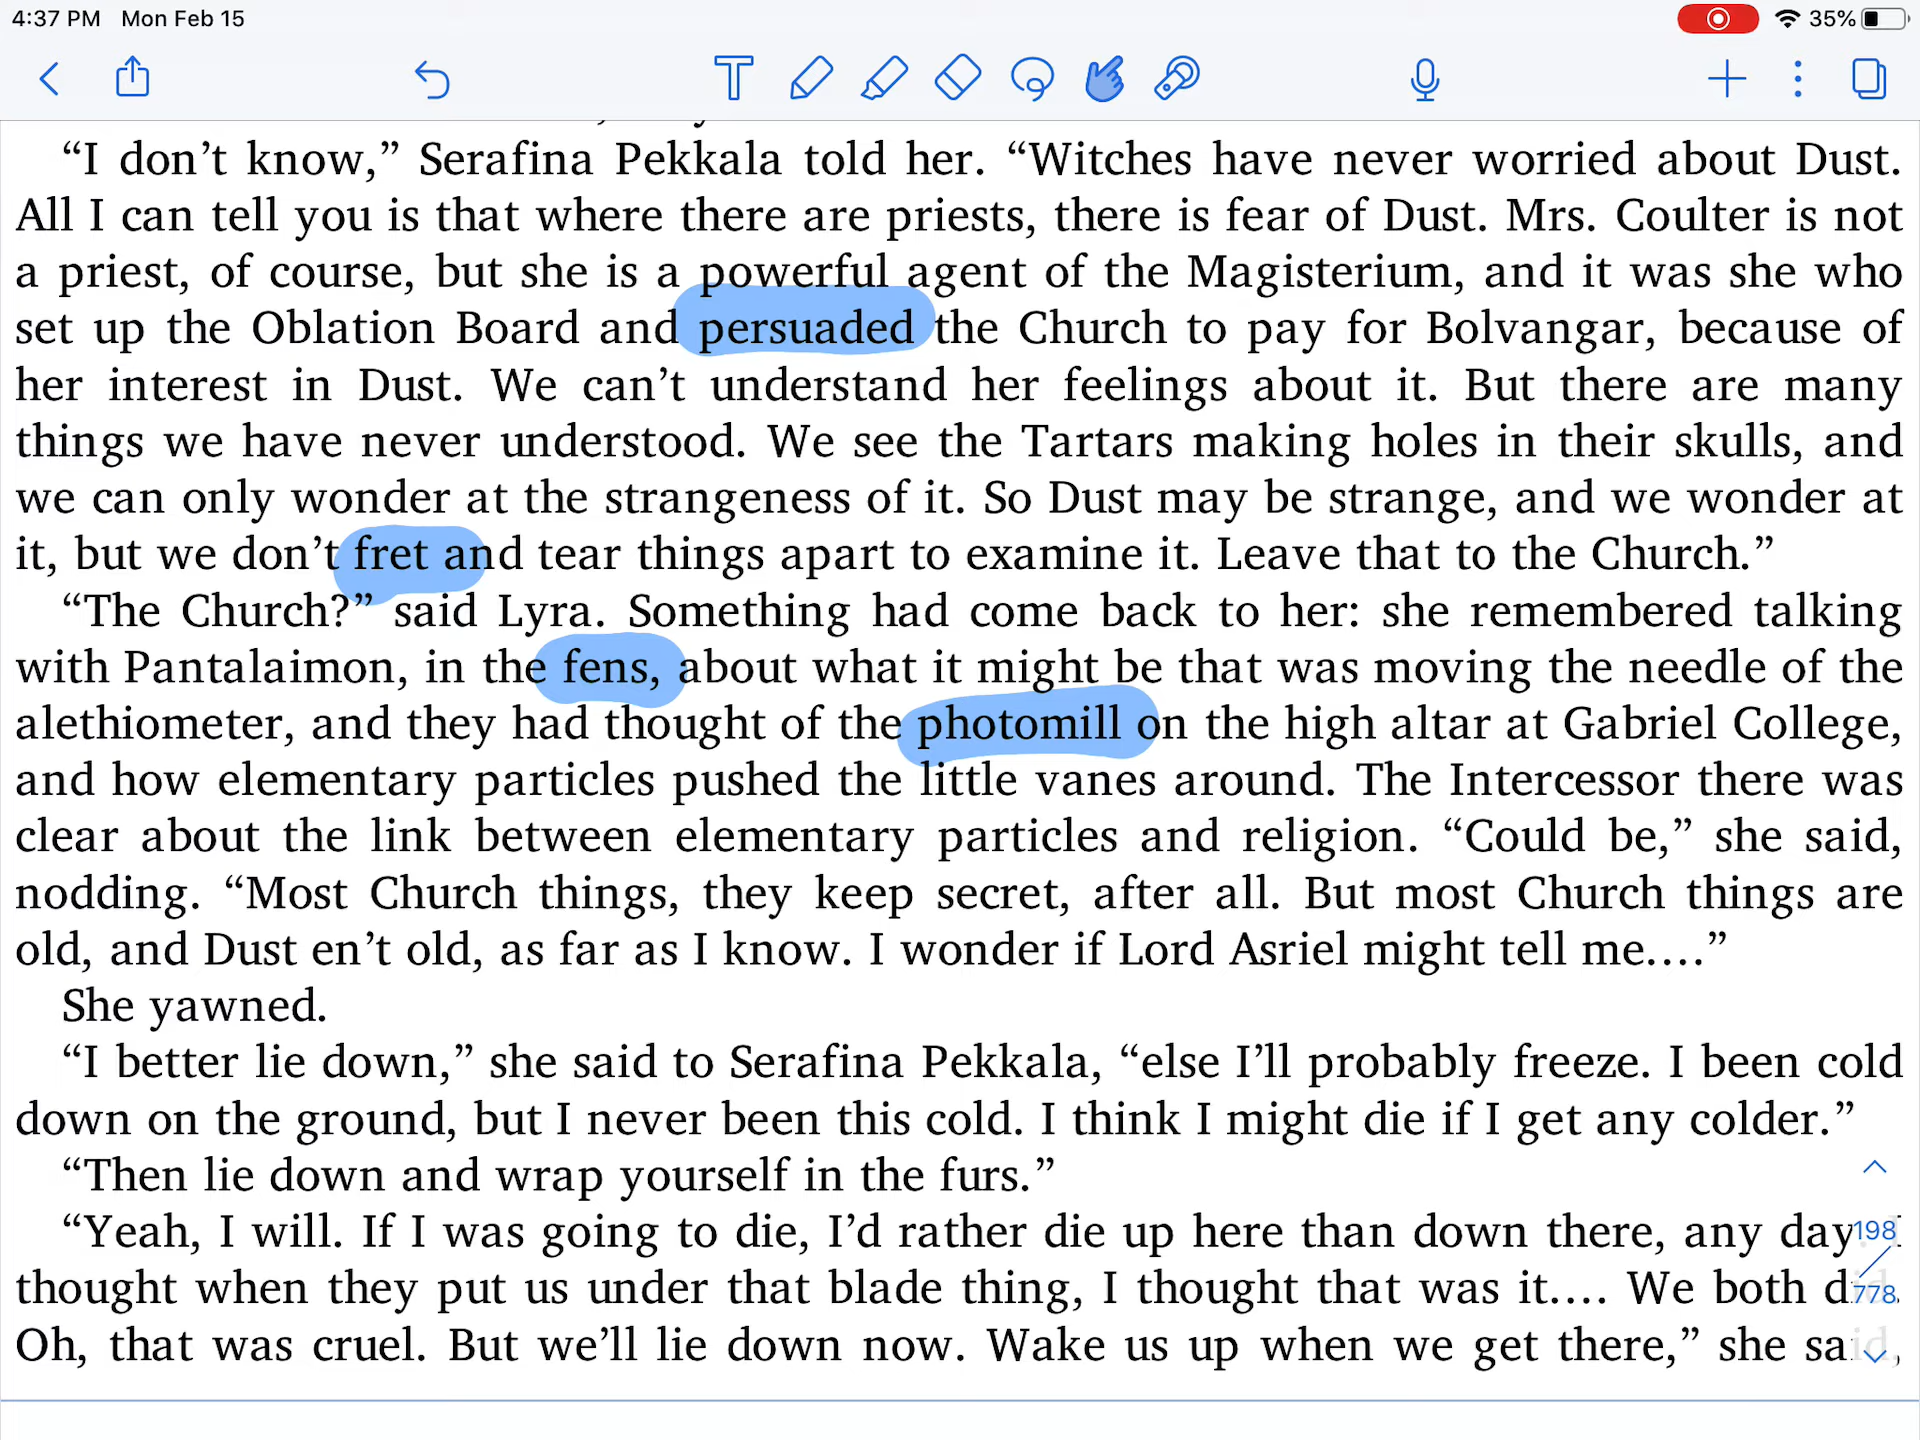 4:37 PM Mon Feb 15 35%
“I don’t know,” Serafina Pekkala told her. “Witches have never worried about Dust.
All I can tell you is that where there are priests, there is fear of Dust. Mrs. Coulter is not
a priest, of course, but she is a powerful agent of the Magisterium, and it was she who
set up the Oblation Board and persuaded the Church to pay for Bolvangar, because of
her interest in Dust. We can’t understand her feelings about it. But there are many
things we have never understood. We see the Tartars making holes in their skulls, and
we can only wonder at the strangeness of it. So Dust may be strange, and we wonder at
it, but we don’t fret and tear things apart to examine it. Leave that to the Church.”
“The Church?” said Lyra. Something had come back to her: she remembered talking
with Pantalaimon, in the fens, about what it might be that was moving the needle of the
alethiometer, and they had thought of the photomill on the high altar at Gabriel College,
and how elementary particles pushed the little vanes around. The Intercessor there was
clear about the link between elementary particles and religion. “Could be,” she said,
nodding. “Most Church things, they keep secret, after all. But most Church things are
old, and Dust en’t old, as far as I know. I wonder if Lord Asriel might tell me....”
She yawned.
“I better lie down,” she said to Serafina Pekkala, “else I’ll probably freeze. I been cold
down on the ground, but I never been this cold. I think I might die if I get any colder.”
“Then lie down and wrap yourself in the furs.”
“Yeah, I will. If I was going to die, I’d rather die up here than down there, any day
198
thought when they put us under that blade thing, I thought that was it.... We both
778
Oh, that was cruel. But we’ll lie down now. Wake us up when we get there,” she said,